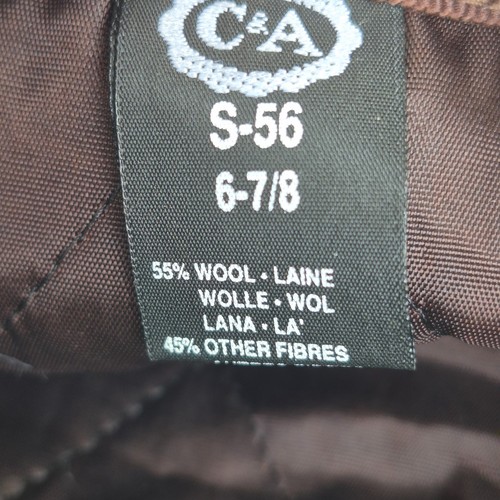 C&A
S-56
6-7/8
55% WOOL • LAINE
WOLLE • WOL
LANA • LA'
45% OTHER FIBRES